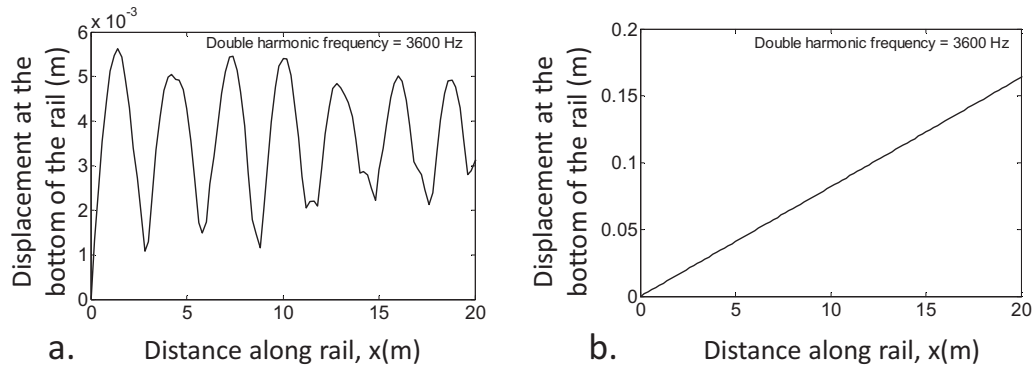 6 x 10⁻³
Double harmonic frequency = 3600 Hz
5
4
3
2
1
0
0 5 10 15 20
Displacement at the
bottom of the rail (m)
a. Distance along rail, x(m)
0.2
Double harmonic frequency = 3600 Hz
0.15
0.1
0.05
0
0 5 10 15 20
Displacement at the
bottom of the rail (m)
b. Distance along rail, x(m)